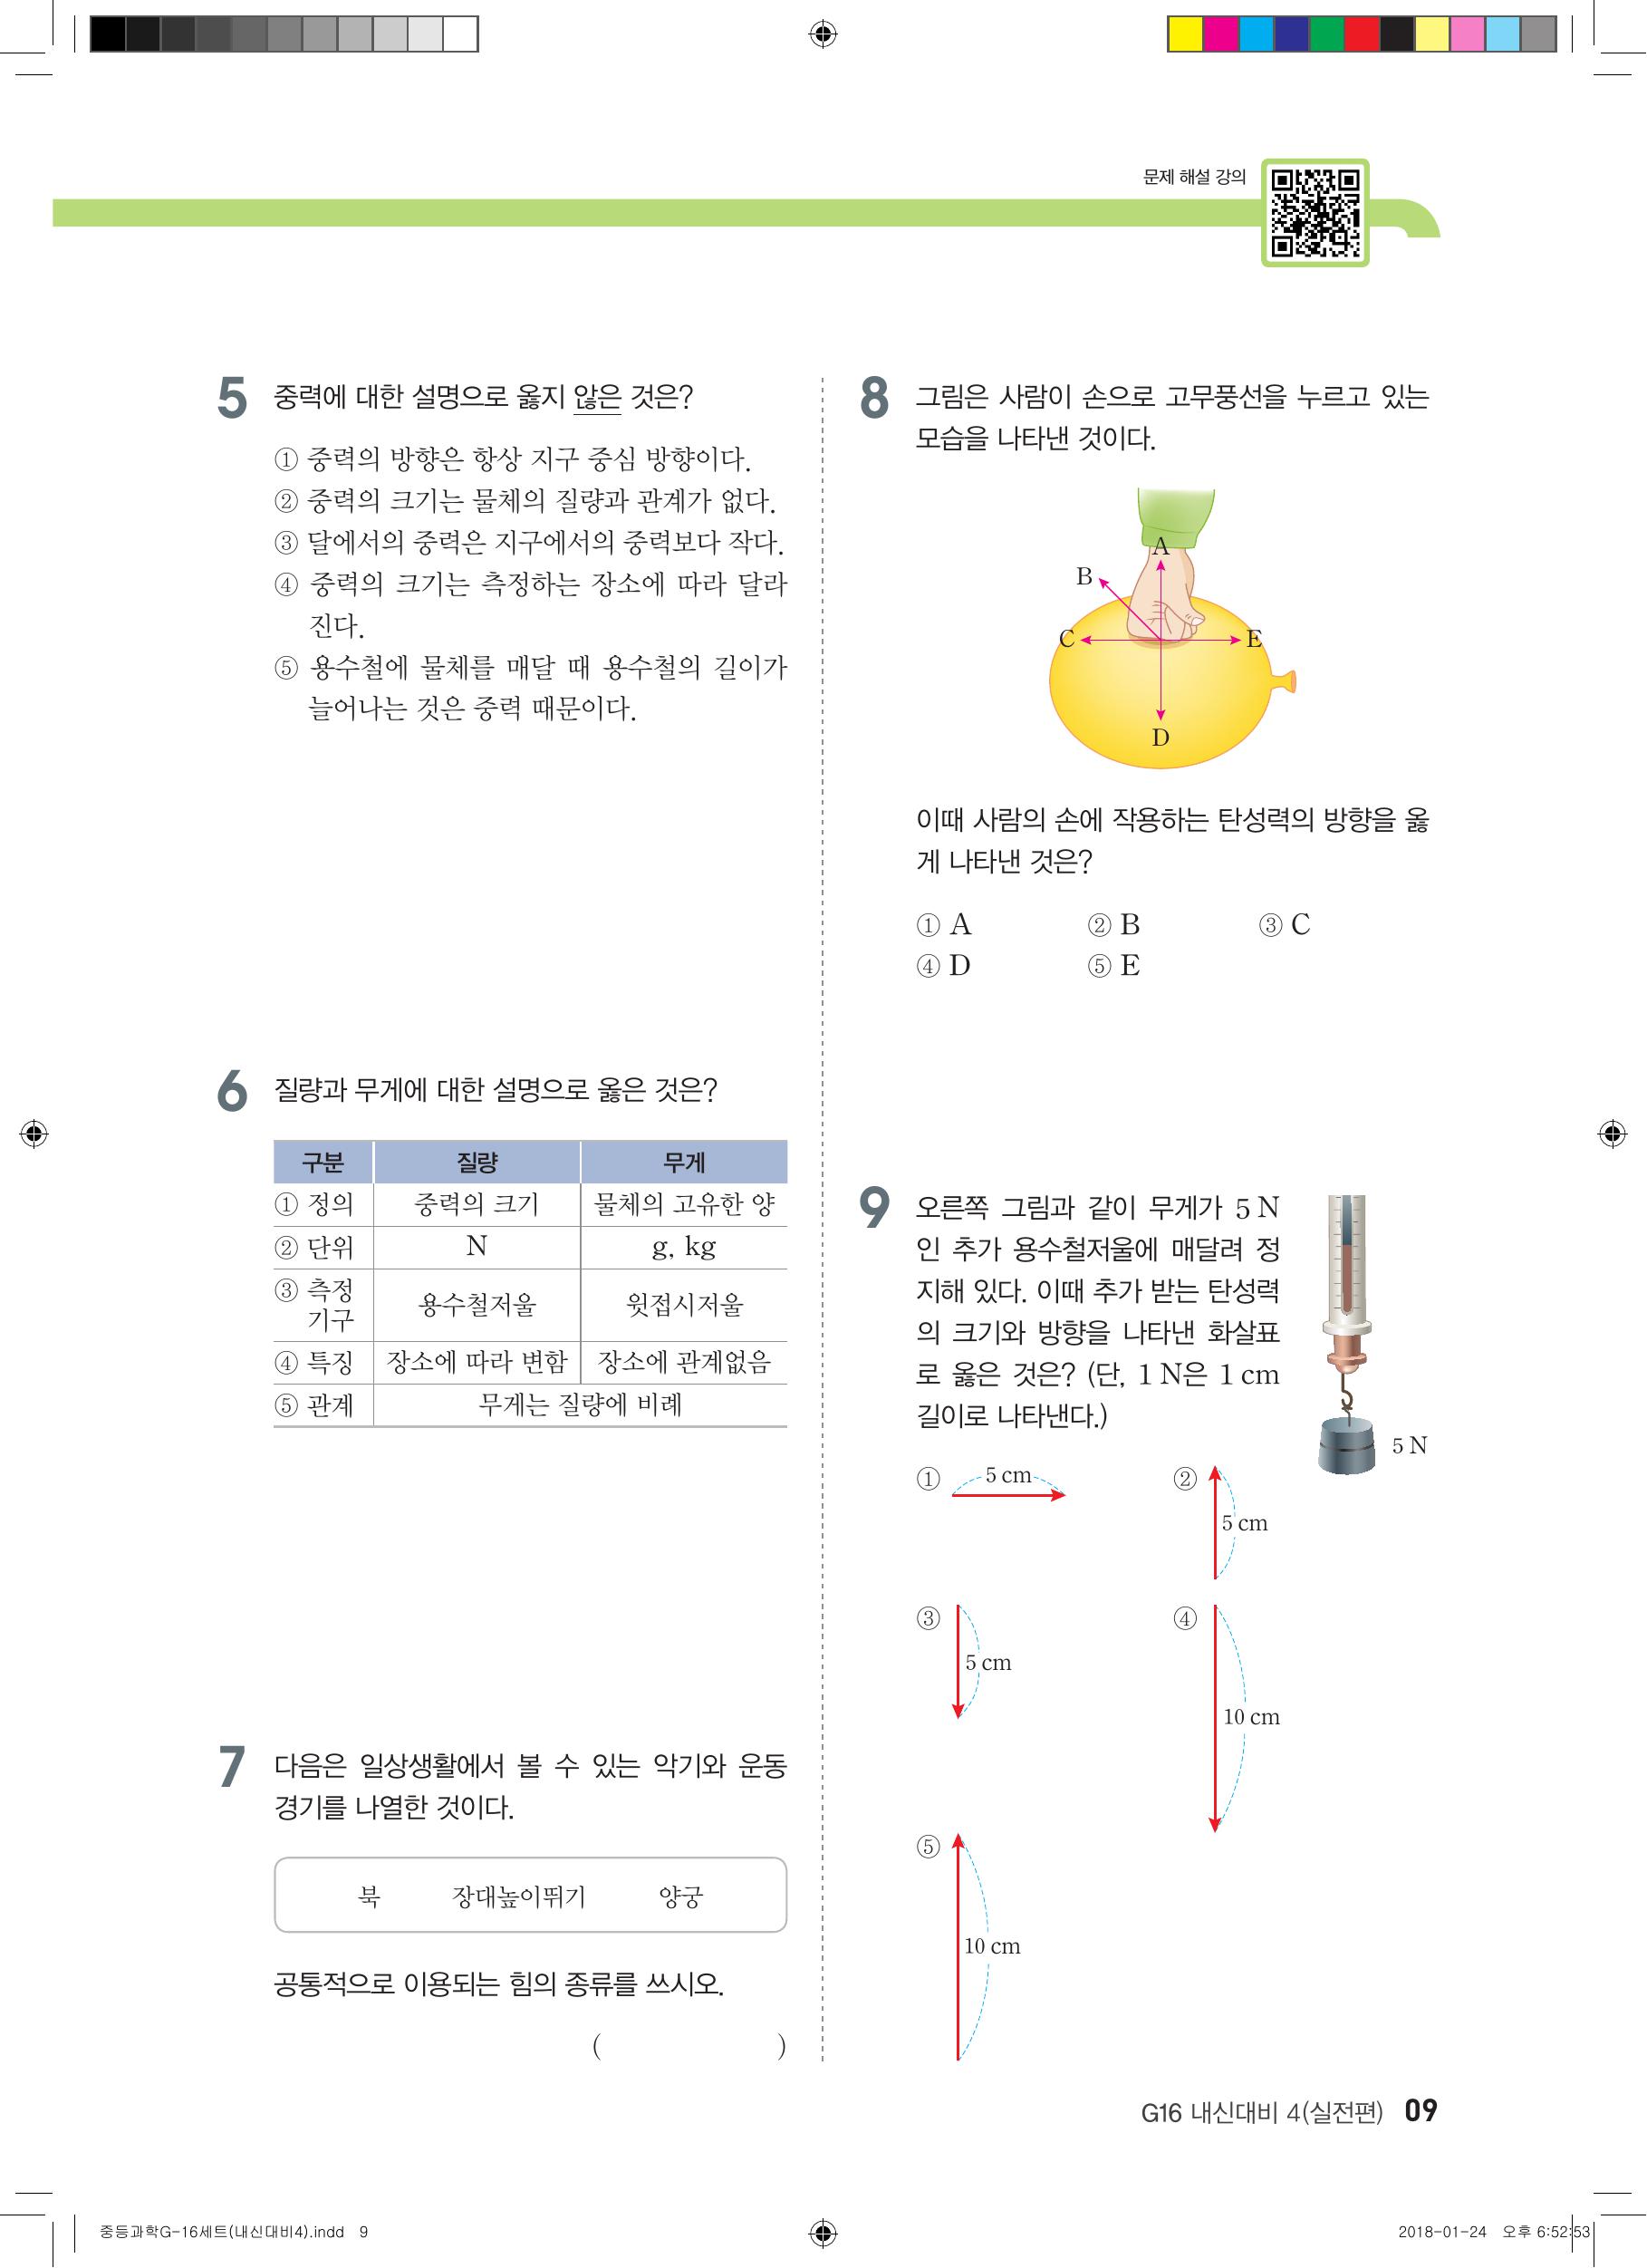 문제 해설 강의
5 중력에 대한 설명으로 옳지 않은 것은?
① 중력의 방향은 항상 지구 중심 방향이다.
② 중력의 크기는 물체의 질량과 관계가 없다.
③ 달에서의 중력은 지구에서의 중력보다 작다.
④ 중력의 크기는 측정하는 장소에 따라 달라
진다.
⑤ 용수철에 물체를 매달 때 용수철의 길이가
늘어나는 것은 중력 때문이다.
6 질량과 무게에 대한 설명으로 옳은 것은?
구분 질량 무게
① 정의 중력의 크기 물체의 고유한 양
② 단위 N g, kg
③ 측정
기구 용수철저울 윗접시저울
④ 특징 장소에 따라 변함 장소에 관계없음
⑤ 관계 무게는 질량에 비례
7 다음은 일상생활에서 볼 수 있는 악기와 운동
경기를 나열한 것이다.
북 장대높이뛰기 양궁
공통적으로 이용되는 힘의 종류를 쓰시오.
( )
8 그림은 사람이 손으로 고무풍선을 누르고 있는
모습을 나타낸 것이다.
A
B
C
E
D
이때 사람의 손에 작용하는 탄성력의 방향을 옳
게 나타낸 것은?
① A ② B ③ C
④ D ⑤ E
9 오른쪽 그림과 같이 무게가 5 N
인 추가 용수철저울에 매달려 정
지해 있다. 이때 추가 받는 탄성력
의 크기와 방향을 나타낸 화살표
로 옳은 것은? (단, 1 N은 1 cm
길이로 나타낸다.)
5 N
① 5 cm
② 5 cm
③ 5 cm
④ 10 cm
⑤ 10 cm
G16 내신대비 4(실전편) 09
중등과학G-16세트(내신대비4).indd 9
2018-01-24 오후 6:52:53